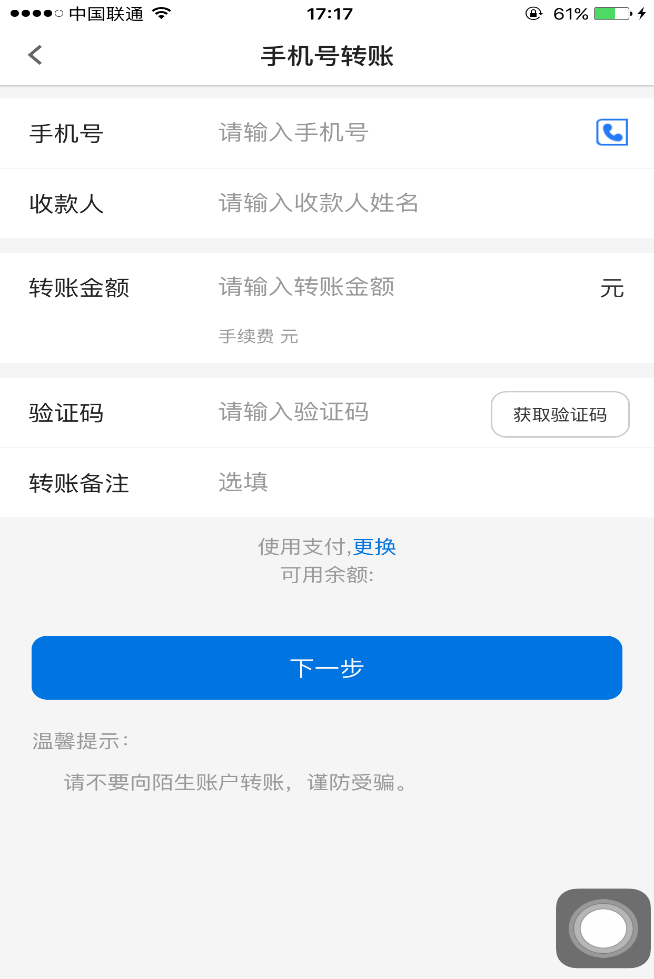 中国联通 17:17 61%
手机号转账
手机号 请输入手机号
收款人 请输入收款人姓名
转账金额 请输入转账金额 元
手续费 元
验证码 请输入验证码 获取验证码
转账备注 选填
使用支付,更换
可用余额:
下一步
温馨提示：
请不要向陌生账户转账，谨防受骗。